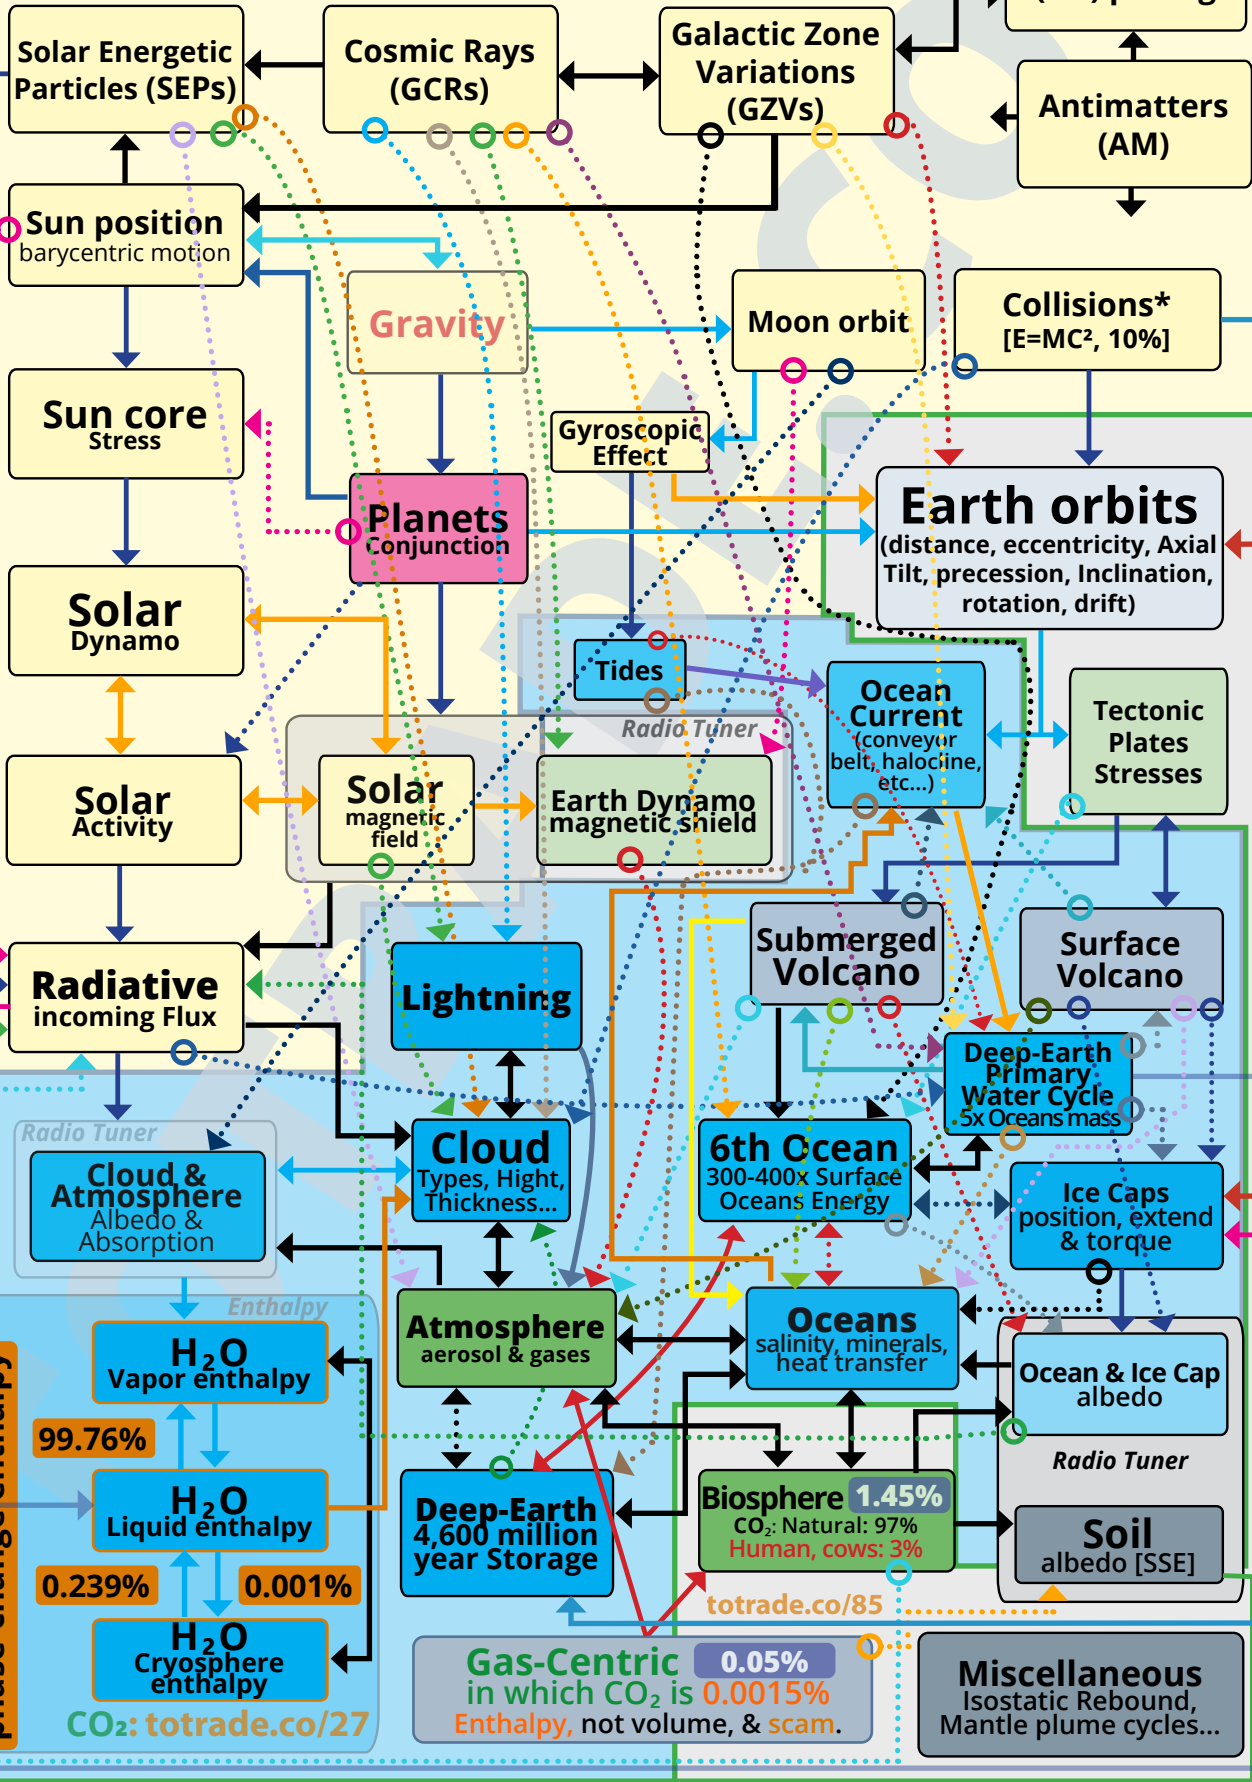 Solar Energetic
Particles (SEPs)
Cosmic Rays
(GCRs)
Galactic Zone
Variations
(GZVs)
Antimatters
(AM)
Sun position
barycentric motion
Gravity
Moon orbit
Collisions*
[E=MC², 10%]
Sun core
Stress
Gyroscopic
Effect
Planets
Conjunction
Earth orbits
(distance, eccentricity, Axial
Tilt, precession, Inclination,
rotation, drift)
Solar
Dynamo
Tides
Ocean
Current
(conveyor
belt, halocline,
etc...)
Tectonic
Plates
Stresses
Radio Tuner
Solar
Activity
Solar
magnetic
field
Earth Dynamo
magnetic shield
Radiative
incoming Flux
Lightning
Submerged
Volcano
Surface
Volcano
Deep-Earth
Primary
Water Cycle
5x Oceans mass
Radio Tuner
Cloud &
Atmosphere
Albedo &
Absorption
Cloud
Types, Hight,
Thickness...
6th Ocean
300-400x Surface
Oceans Energy
Ice Caps
position, extend
& torque
Enthalpy
H₂O
Vapor enthalpy
Atmosphere
aerosol & gases
Oceans
salinity, minerals,
heat transfer
Ocean & Ice Cap
albedo
Radio Tuner
99.76%
H₂O
Liquid enthalpy
0.239%
0.001%
H₂O
Cryosphere
enthalpy
CO₂: totrade.co/27
phase change enthalpy
Deep-Earth
4,600 million
year Storage
Biosphere 1.45%
CO₂: Natural: 97%
Human, cows: 3%
Soil
albedo [SSE]
totrade.co/85
Gas-Centric 0.05%
in which CO₂ is 0.0015%
Enthalpy, not volume, & scam.
Miscellaneous
Isostatic Rebound,
Mantle plume cycles...